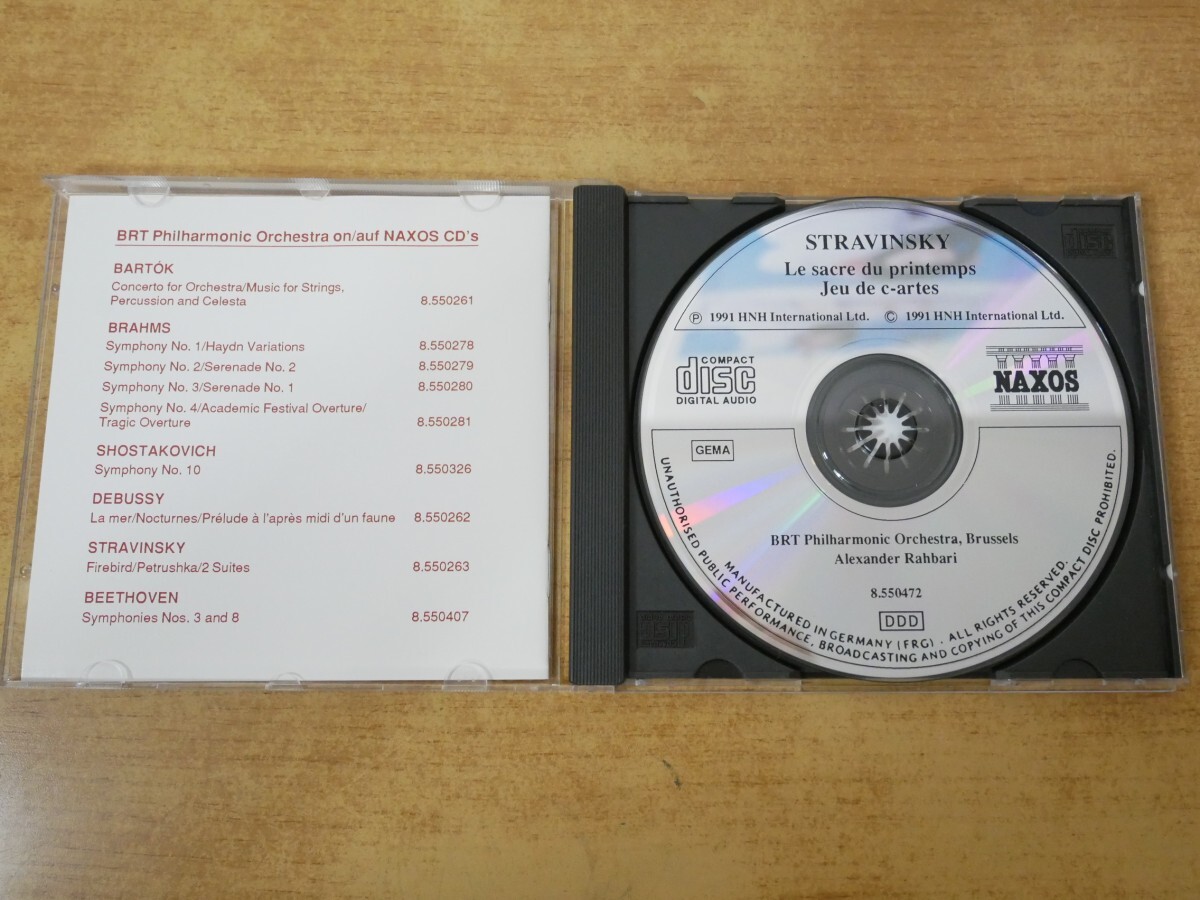 BRT Philharmonic Orchestra on/auf NAXOS CD's
BARTÓK
Concerto for Orchestra/Music for Strings,
Percussion and Celesta 8.550261
BRAHMS
Symphony No. 1/Haydn Variations 8.550278
Symphony No. 2/Serenade No. 2 8.550279
Symphony No. 3/Serenade No. 1 8.550280
Symphony No. 4/Academic Festival Overture/
Tragic Overture 8.550281
SHOSTAKOVICH
Symphony No. 10 8.550326
DEBUSSY
La mer/Nocturnes/Prélude à l'après midi d'un faune 8.550262
STRAVINSKY
Firebird/Petrushka/2 Suites 8.550263
BEETHOVEN
Symphonies Nos. 3 and 8 8.550407
STRAVINSKY
Le sacre du printemps
Jeu de c-artes
Ⓟ 1991 HNH International Ltd. © 1991 HNH International Ltd.
COMPACT
disc
DIGITAL AUDIO
NAXOS
GEMA
BRT Philharmonic Orchestra, Brussels
Alexander Rahbari
8.550472
DDD
MANUFACTURED IN GERMANY (FRG) . ALL RIGHTS RESERVED.
UNAUTHORISED PUBLIC PERFORMANCE, BROADCASTING AND COPYING OF THIS COMPACT DISC PROHIBITED.
disc
disc